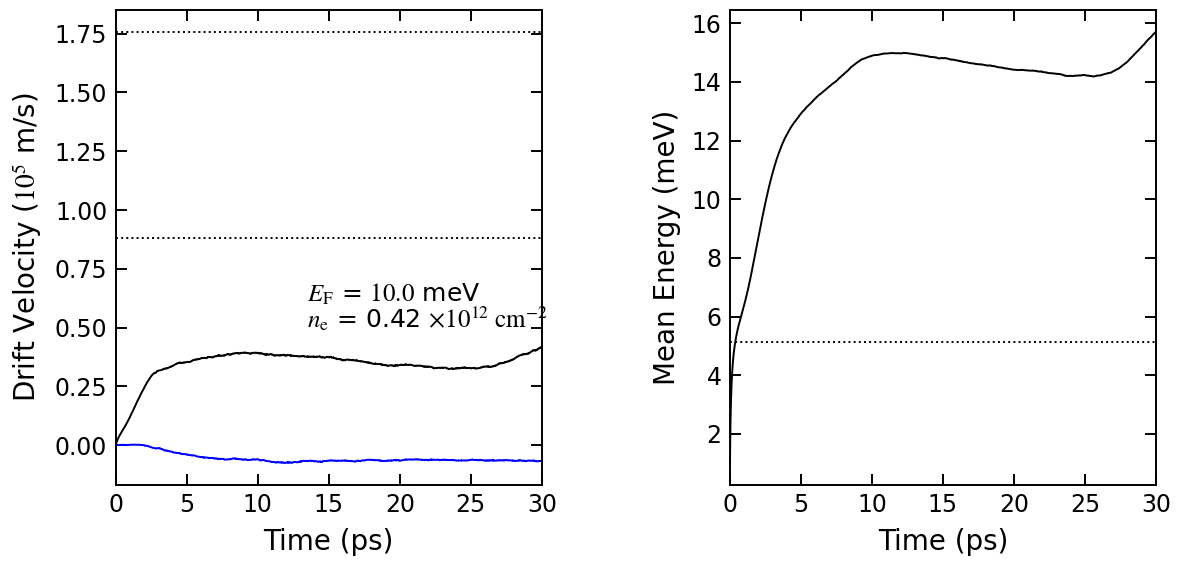 1.75
1.50
1.25
1.00
0.75
0.50
0.25
0.00
Drift Velocity (10⁵ m/s)
E_F = 10.0 meV
n_e = 0.42 ×10¹² cm⁻²
0 5 10 15 20 25 30
Time (ps)
16
14
12
10
8
6
4
2
Mean Energy (meV)
0 5 10 15 20 25 30
Time (ps)